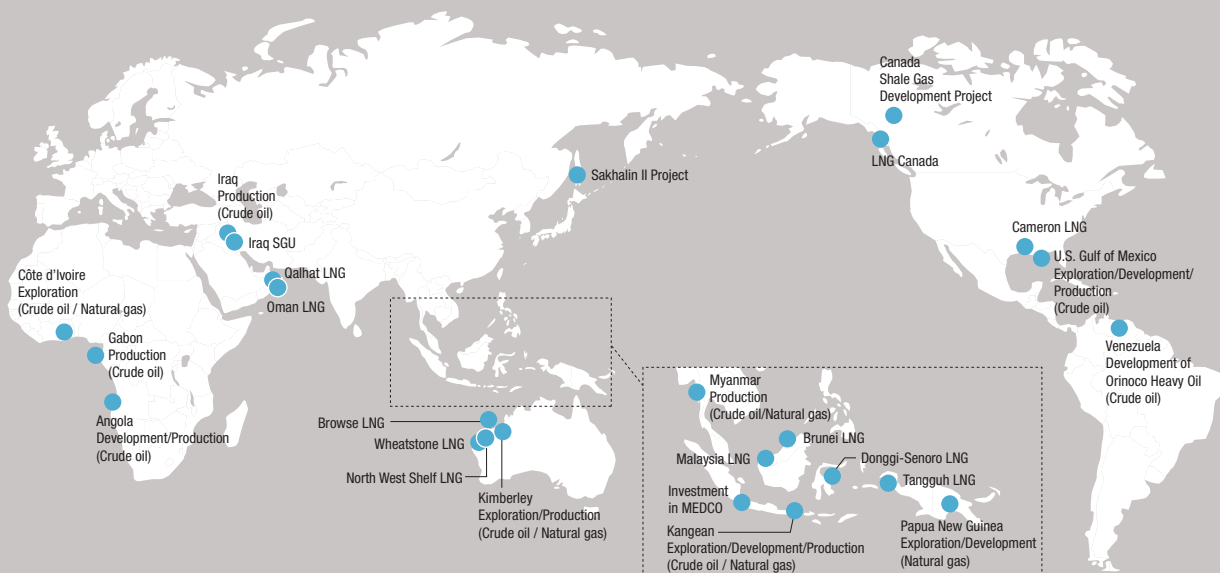 Canada
Shale Gas
Development Project
LNG Canada
Sakhalin II Project
Iraq
Production
(Crude oil)
Iraq SGU
Cameron LNG
U.S. Gulf of Mexico
Exploration/Development/
Production
(Crude oil)
Côte d'Ivoire
Exploration
(Crude oil / Natural gas)
Qalhat LNG
Oman LNG
Gabon
Production
(Crude oil)
Venezuela
Development of
Orinoco Heavy Oil
(Crude oil)
Angola
Development/Production
(Crude oil)
Browse LNG
Wheatstone LNG
North West Shelf LNG
Kimberley
Exploration/Production
(Crude oil / Natural gas)
Myanmar
Production
(Crude oil/Natural gas)
Brunei LNG
Malaysia LNG
Donggi-Senoro LNG
Tangguh LNG
Investment
in MEDCO
Kangean
Exploration/Development/Production
(Crude oil / Natural gas)
Papua New Guinea
Exploration/Development
(Natural gas)